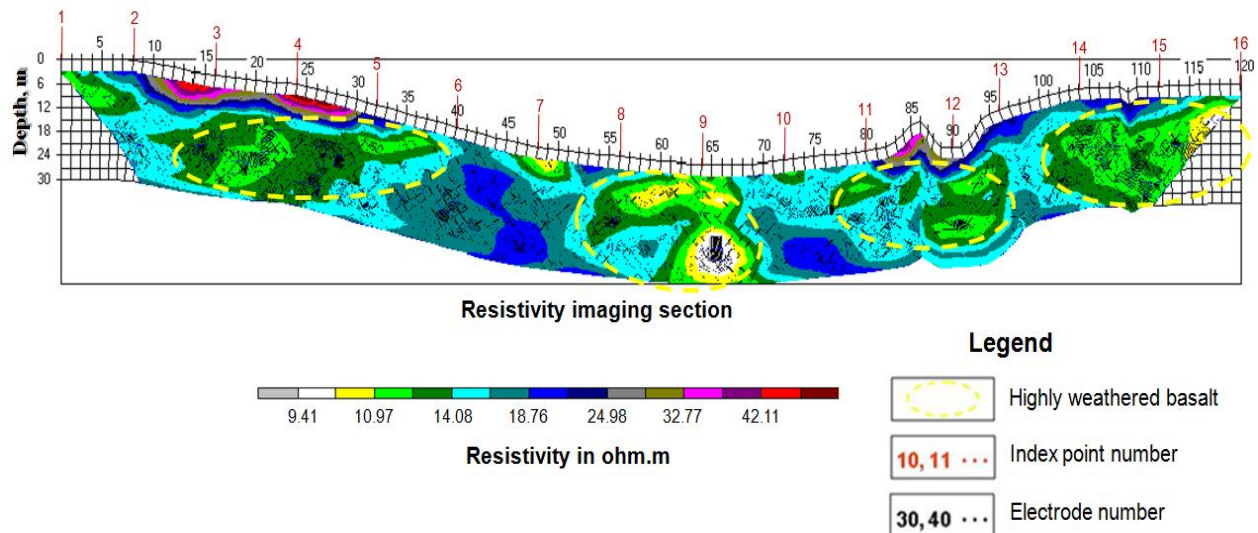 1 2 3 4 5 6 7 8 9 10 11 12 13 14 15 16
5 10 15 20 25 30 35 40 45 50 55 60 65 70 75 80 85 90 95 100 105 110 115 120
Depth, m
0
6
12
18
24
30
Resistivity imaging section
9.41 10.97 14.08 18.76 24.98 32.77 42.11
Resistivity in ohm.m
Legend
Highly weathered basalt
10, 11 ··· Index point number
30,40 ··· Electrode number